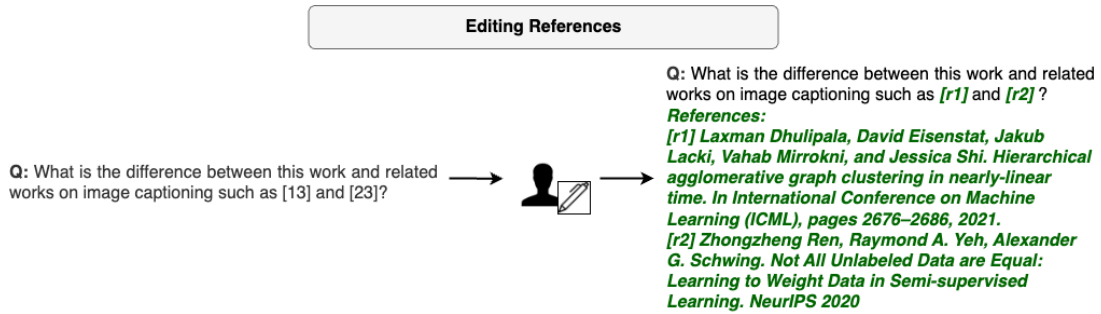 Editing References
Q: What is the difference between this work and related
works on image captioning such as [13] and [23]?
Q: What is the difference between this work and related
works on image captioning such as [r1] and [r2] ?
References:
[r1] Laxman Dhulipala, David Eisenstat, Jakub
Lacki, Vahab Mirrokni, and Jessica Shi. Hierarchical
agglomerative graph clustering in nearly-linear
time. In International Conference on Machine
Learning (ICML), pages 2676–2686, 2021.
[r2] Zhongzheng Ren, Raymond A. Yeh, Alexander
G. Schwing. Not All Unlabeled Data are Equal:
Learning to Weight Data in Semi-supervised
Learning. NeurIPS 2020